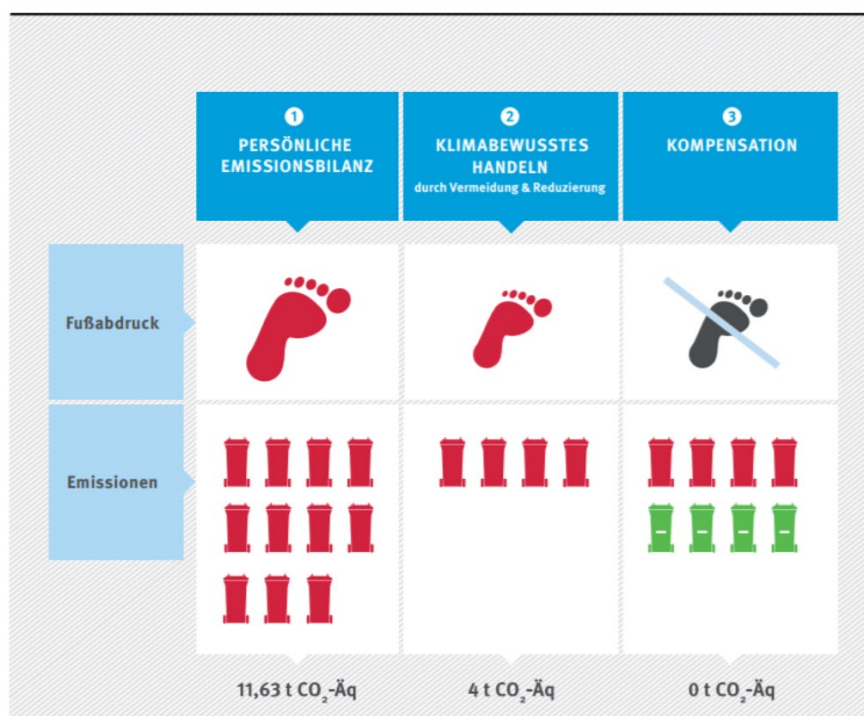 1
PERSÖNLICHE
EMISSIONSBILANZ
2
KLIMABEWUSSTES
HANDELN
durch Vermeidung & Reduzierung
3
KOMPENSATION
Fußabdruck
Emissionen
11,63 t CO₂-Äq
4 t CO₂-Äq
0 t CO₂-Äq